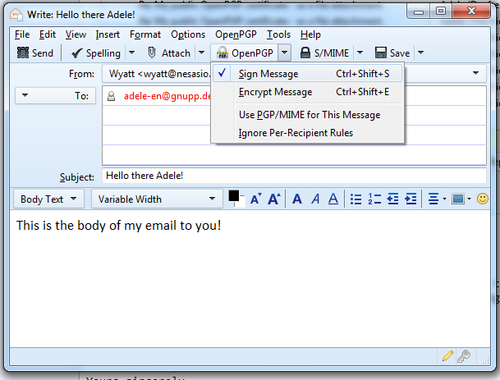 Write: Hello there Adele!
File Edit View Insert Format Options OpenPGP Tools Help
Send Spelling Attach OpenPGP S/MIME Save
From: Wyatt <wyatt@nesasio.
Sign Message Ctrl+Shift+S
To: adele-en@gnupp.de
Encrypt Message Ctrl+Shift+E
Use PGP/MIME for This Message
Ignore Per-Recipient Rules
Subject: Hello there Adele!
Body Text Variable Width
This is the body of my email to you!
Yours sincerely